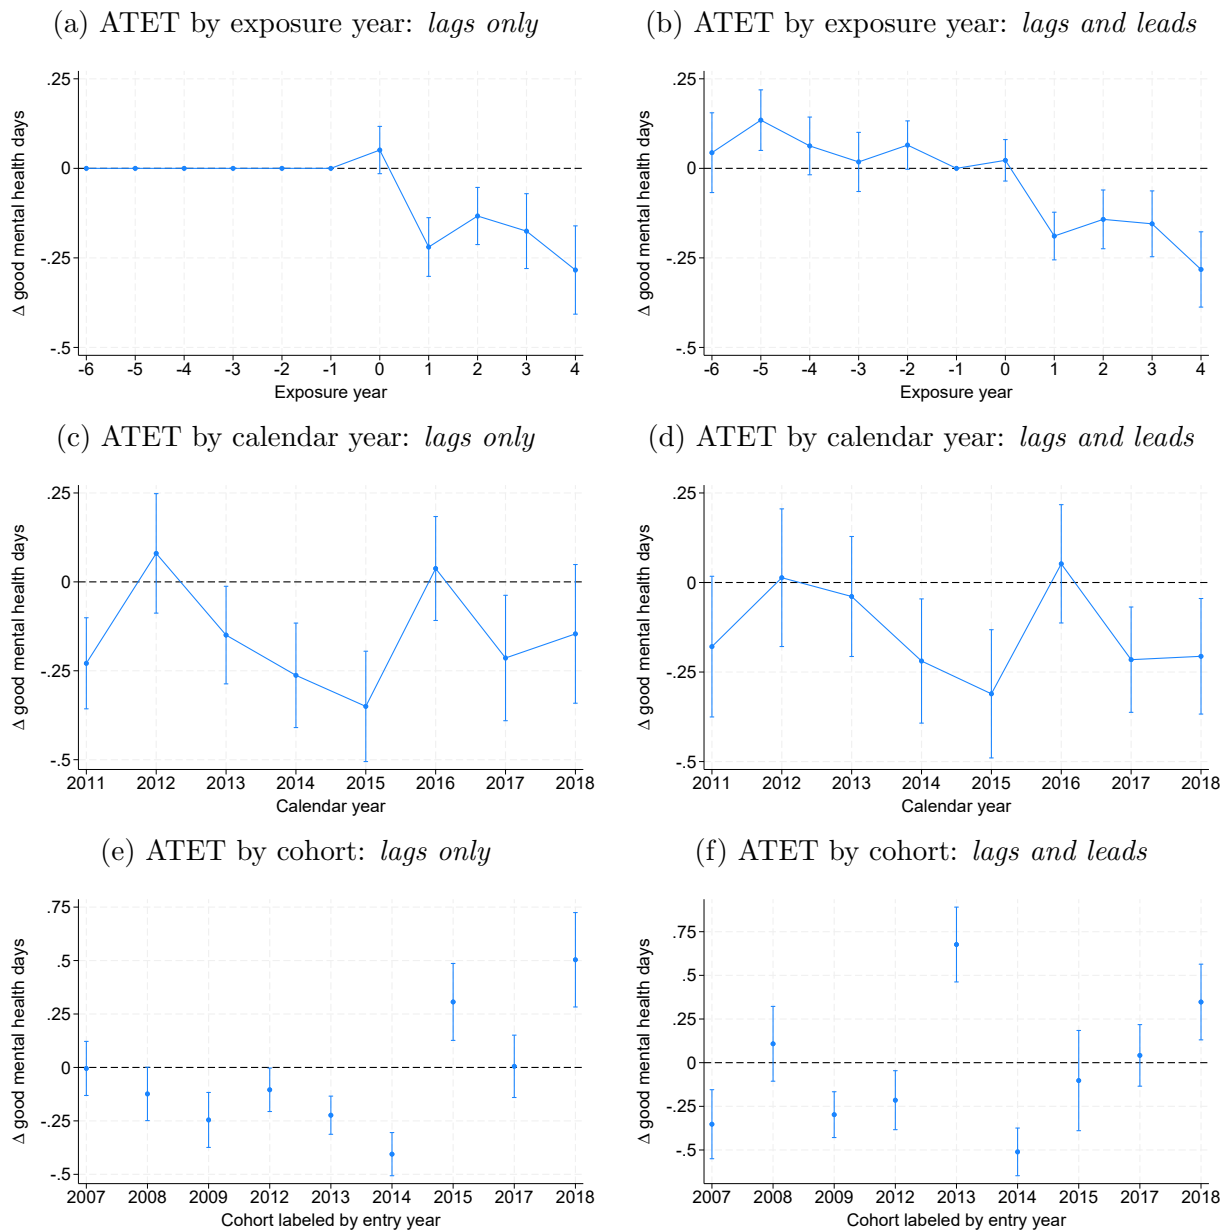 (a) ATET by exposure year: lags only
(b) ATET by exposure year: lags and leads
Δ good mental health days
.25
0
-.25
-.5
-6 -5 -4 -3 -2 -1 0 1 2 3 4
Exposure year
Δ good mental health days
.25
0
-.25
-.5
-6 -5 -4 -3 -2 -1 0 1 2 3 4
Exposure year
(c) ATET by calendar year: lags only
(d) ATET by calendar year: lags and leads
Δ good mental health days
.25
0
-.25
-.5
2011 2012 2013 2014 2015 2016 2017 2018
Calendar year
Δ good mental health days
.25
0
-.25
-.5
2011 2012 2013 2014 2015 2016 2017 2018
Calendar year
(e) ATET by cohort: lags only
(f) ATET by cohort: lags and leads
Δ good mental health days
.75
.5
.25
0
-.25
-.5
2007 2008 2009 2012 2013 2014 2015 2017 2018
Cohort labeled by entry year
Δ good mental health days
.75
.5
.25
0
-.25
-.5
2007 2008 2009 2012 2013 2014 2015 2017 2018
Cohort labeled by entry year